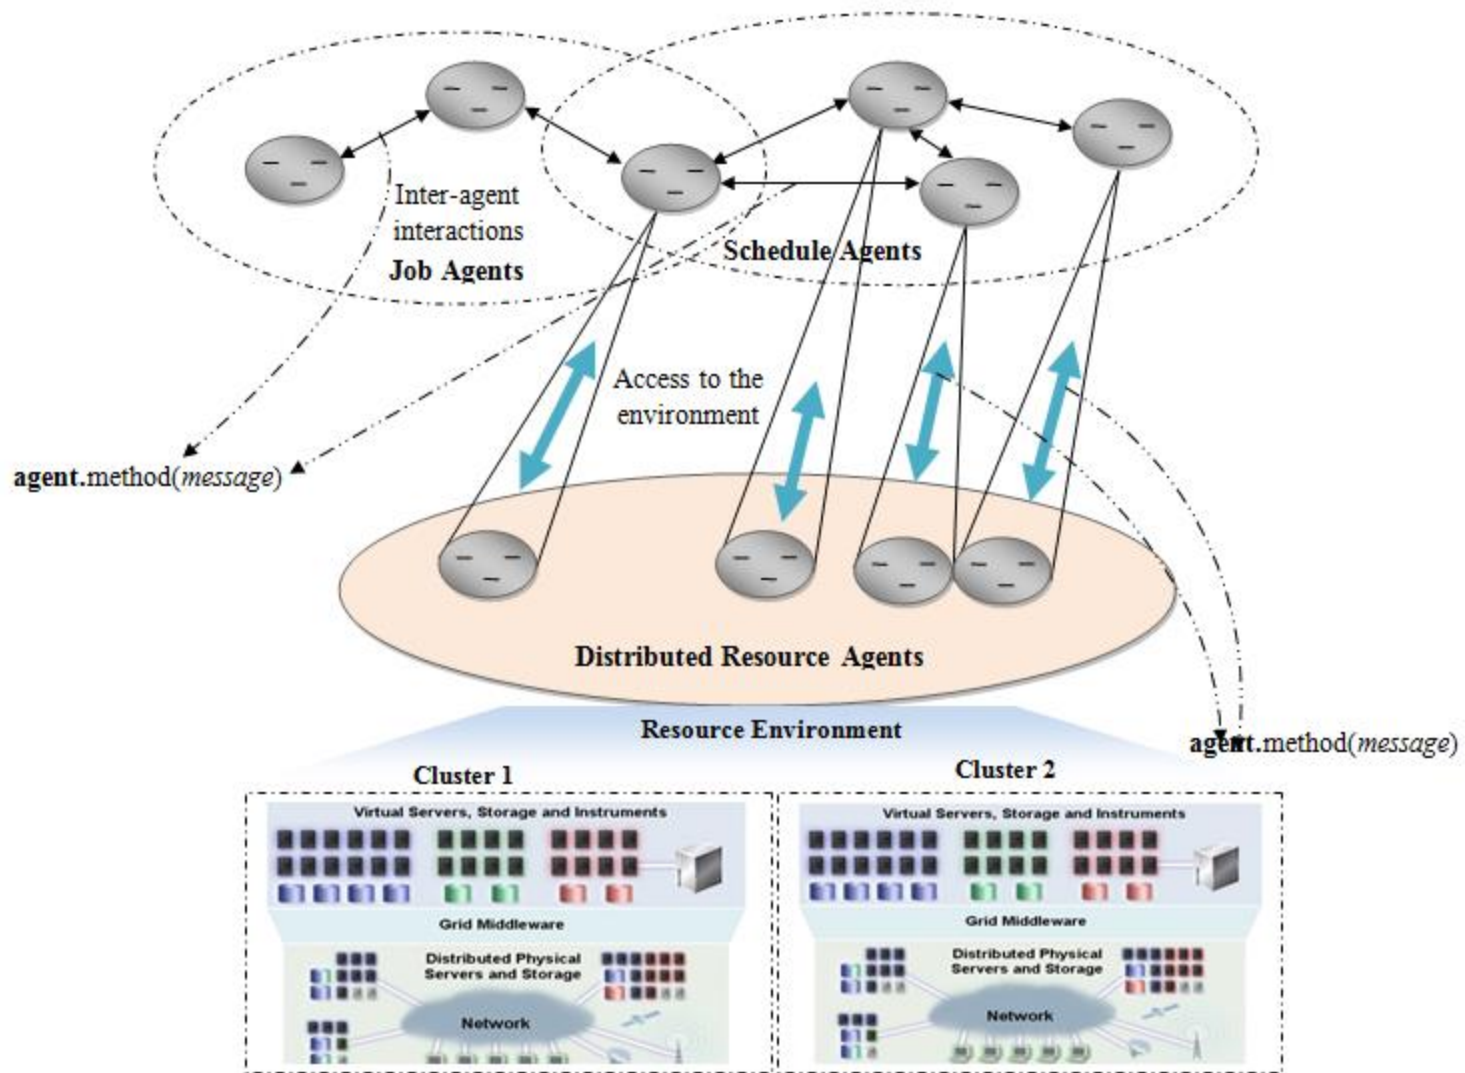 Inter-agent
interactions
Job Agents
Schedule Agents
Access to the
environment
agent.method(message)
Distributed Resource Agents
Resource Environment
agent.method(message)
Cluster 1
Virtual Servers, Storage and Instruments
Grid Middleware
Distributed Physical
Servers and Storage
Network
Cluster 2
Virtual Servers, Storage and Instruments
Grid Middleware
Distributed Physical
Servers and Storage
Network